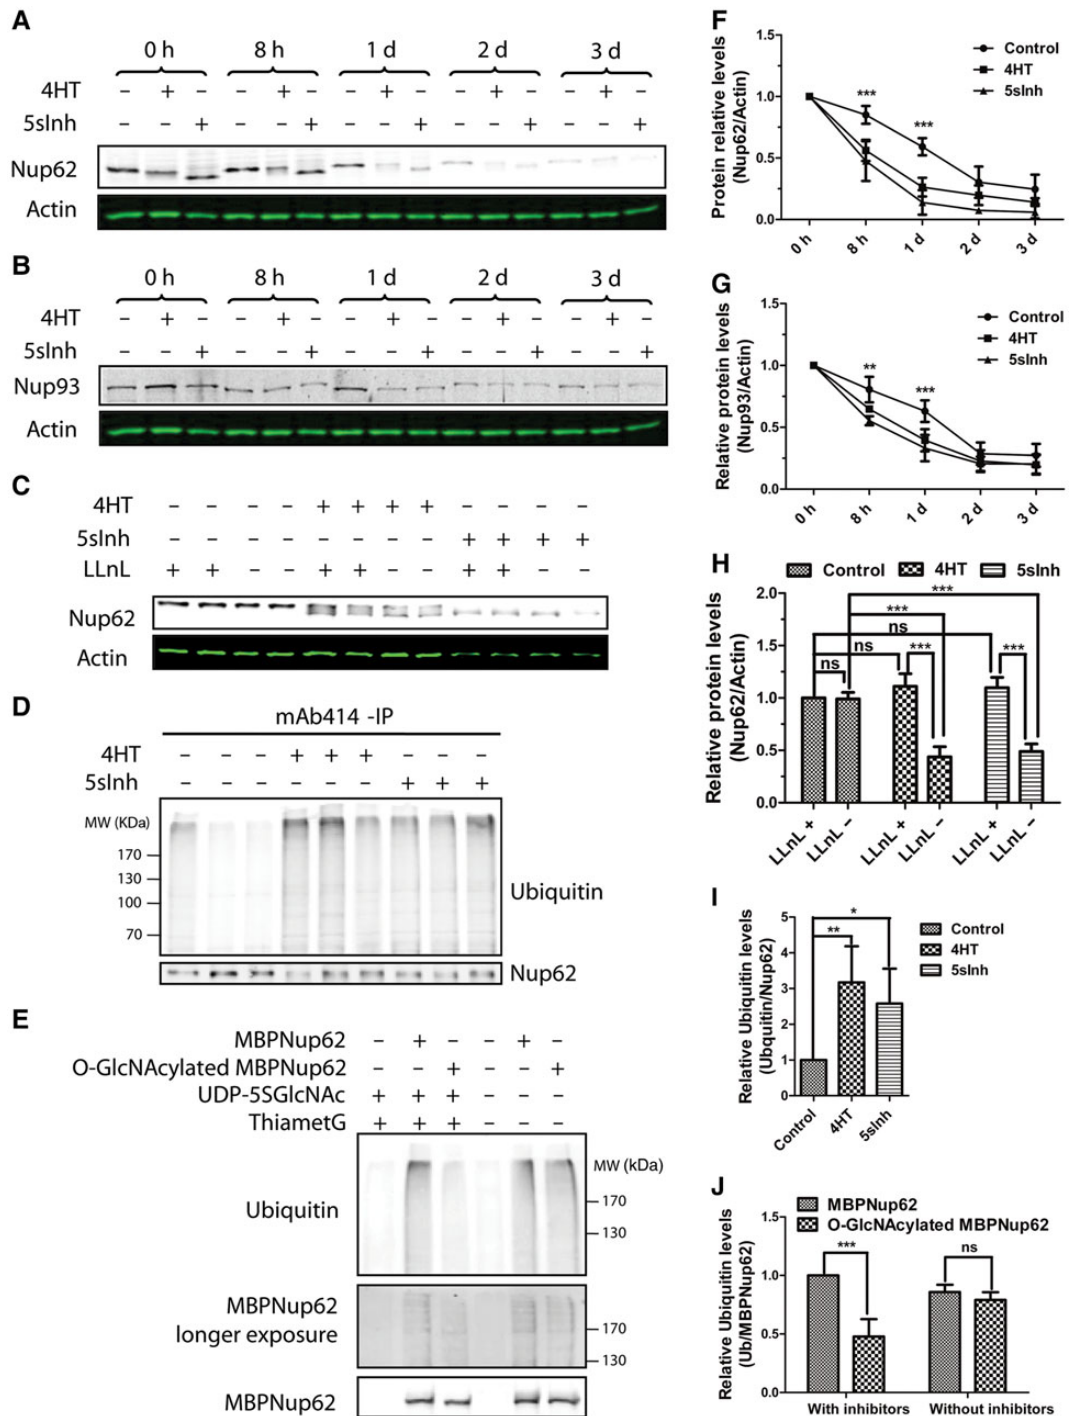 A
0 h 8 h 1 d 2 d 3 d
4HT − + − − + − − + − − + − − + −
5sInh − − + − − + − − + − − + − − +
Nup62
Actin
B
0 h 8 h 1 d 2 d 3 d
4HT − + − − + − − + − − + − − + −
5sInh − − + − − + − − + − − + − − +
Nup93
Actin
C
4HT − − − − + + + + − − − −
5sInh − − − − − − − − + + + +
LLnL + + − − + + − − + + − −
Nup62
Actin
D
mAb414 -IP
4HT − − − + + + − − −
5sInh − − − − − − + + +
MW (KDa)
170
130
100
70
Ubiquitin
Nup62
E
MBPNup62 − + − − + −
O-GlcNAcylated MBPNup62 − − + − − +
UDP-5SGlcNAc + + + − − −
ThiametG + + + − − −
MW (kDa)
Ubiquitin
170
130
MBPNup62
longer exposure
170
130
MBPNup62
F
Protein relative levels
(Nup62/Actin)
1.5
1.0
0.5
0.0
Control
4HT
5sInh
***
***
0 h 8 h 1 d 2 d 3 d
G
Relative protein levels
(Nup93/Actin)
1.5
1.0
0.5
0.0
Control
4HT
5sInh
**
***
0 h 8 h 1 d 2 d 3 d
H
Control 4HT 5sInh
Relative protein levels
(Nup62/Actin)
2.0
1.5
1.0
0.5
0.0
***
***
ns
ns
***
***
ns
LLnL + LLnL − LLnL + LLnL − LLnL + LLnL −
I
Relative Ubiquitin levels
(Ubquitin/Nup62)
5
4
3
2
1
0
*
**
Control
4HT
5sInh
Control 4HT 5sInh
J
MBPNup62
O-GlcNAcylated MBPNup62
Relative Ubiquitin levels
(Ub/MBPNup62)
1.5
1.0
0.5
0.0
***
ns
With inhibitors Without inhibitors